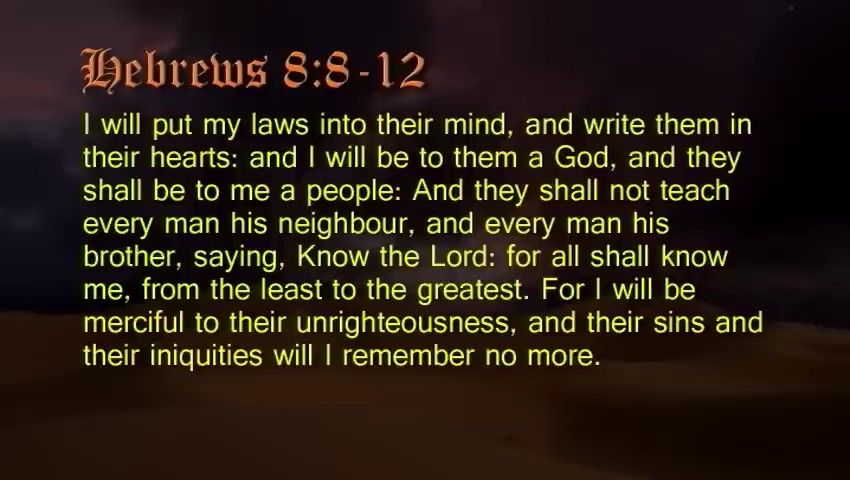 Hebrews 8:8-12
I will put my laws into their mind, and write them in
their hearts: and I will be to them a God, and they
shall be to me a people: And they shall not teach
every man his neighbour, and every man his
brother, saying, Know the Lord: for all shall know
me, from the least to the greatest. For I will be
merciful to their unrighteousness, and their sins and
their iniquities will I remember no more.